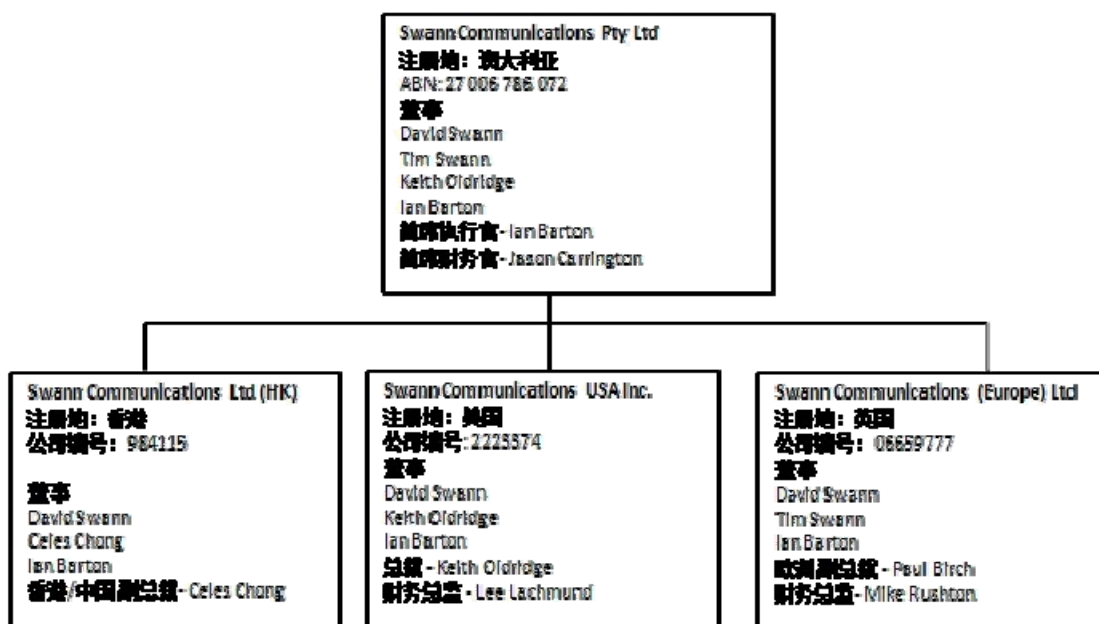 Swann Communications Pty Ltd
注册地：澳大利亚
ABN: 27 006 786 072
董事
David Swann
Tim Swann
Keith Oldridge
Ian Barton
首席执行官 - Ian Barton
首席财务官 - Jason Carrington
Swann Communications Ltd (HK)
注册地：香港
公司编号：984115
董事
David Swann
Celes Chong
Ian Barton
香港/中国副总裁 - Celes Chong
Swann Communications USA Inc.
注册地：美国
公司编号: 2223374
董事
David Swann
Keith Oldridge
Ian Barton
总裁 - Keith Oldridge
财务总监 - Lee Lachmund
Swann Communications (Europe) Ltd
注册地：英国
公司编号：06659777
董事
David Swann
Tim Swann
Ian Barton
欧洲副总裁 - Paul Birch
财务总监 - Mike Rushton